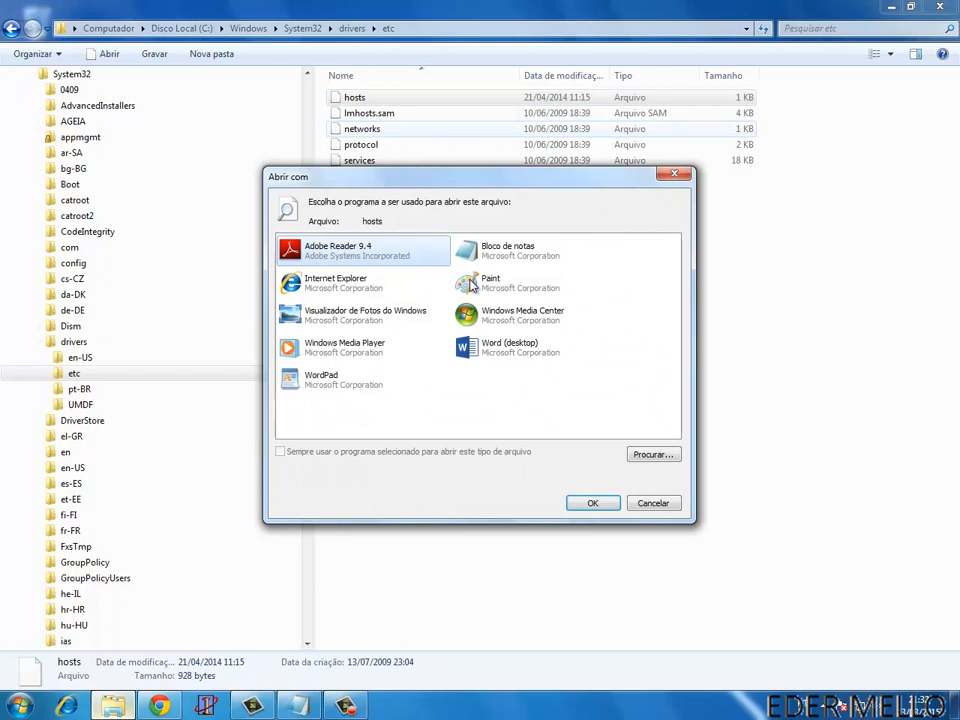 Computador ▸ Disco Local (C:) ▸ Windows ▸ System32 ▸ drivers ▸ etc
Pesquisar etc
Organizar Abrir Gravar Nova pasta
System32
0409
AdvancedInstallers
AGEIA
appmgmt
ar-SA
bg-BG
Boot
catroot
catroot2
CodeIntegrity
com
config
cs-CZ
da-DK
de-DE
Dism
drivers
en-US
etc
pt-BR
UMDF
DriverStore
el-GR
en
en-US
es-ES
et-EE
fi-FI
fr-FR
FxsTmp
GroupPolicy
GroupPolicyUsers
he-IL
hr-HR
hu-HU
ias
Nome Data de modificaç... Tipo Tamanho
hosts 21/04/2014 11:15 Arquivo 1 KB
lmhosts.sam 10/06/2009 18:39 Arquivo SAM 4 KB
networks 10/06/2009 18:39 Arquivo 1 KB
protocol 10/06/2009 18:39 Arquivo 2 KB
services 10/06/2009 18:39 Arquivo 18 KB
Abrir com
Escolha o programa a ser usado para abrir este arquivo:
Arquivo: hosts
Adobe Reader 9.4
Adobe Systems Incorporated
Bloco de notas
Microsoft Corporation
Internet Explorer
Microsoft Corporation
Paint
Microsoft Corporation
Visualizador de Fotos do Windows
Microsoft Corporation
Windows Media Center
Microsoft Corporation
Windows Media Player
Microsoft Corporation
Word (desktop)
Microsoft Corporation
WordPad
Microsoft Corporation
Sempre usar o programa selecionado para abrir este tipo de arquivo
Procurar...
OK Cancelar
hosts Data de modificaç... 21/04/2014 11:15 Data da criação: 13/07/2009 23:04
Arquivo Tamanho: 928 bytes
EDER MELLO